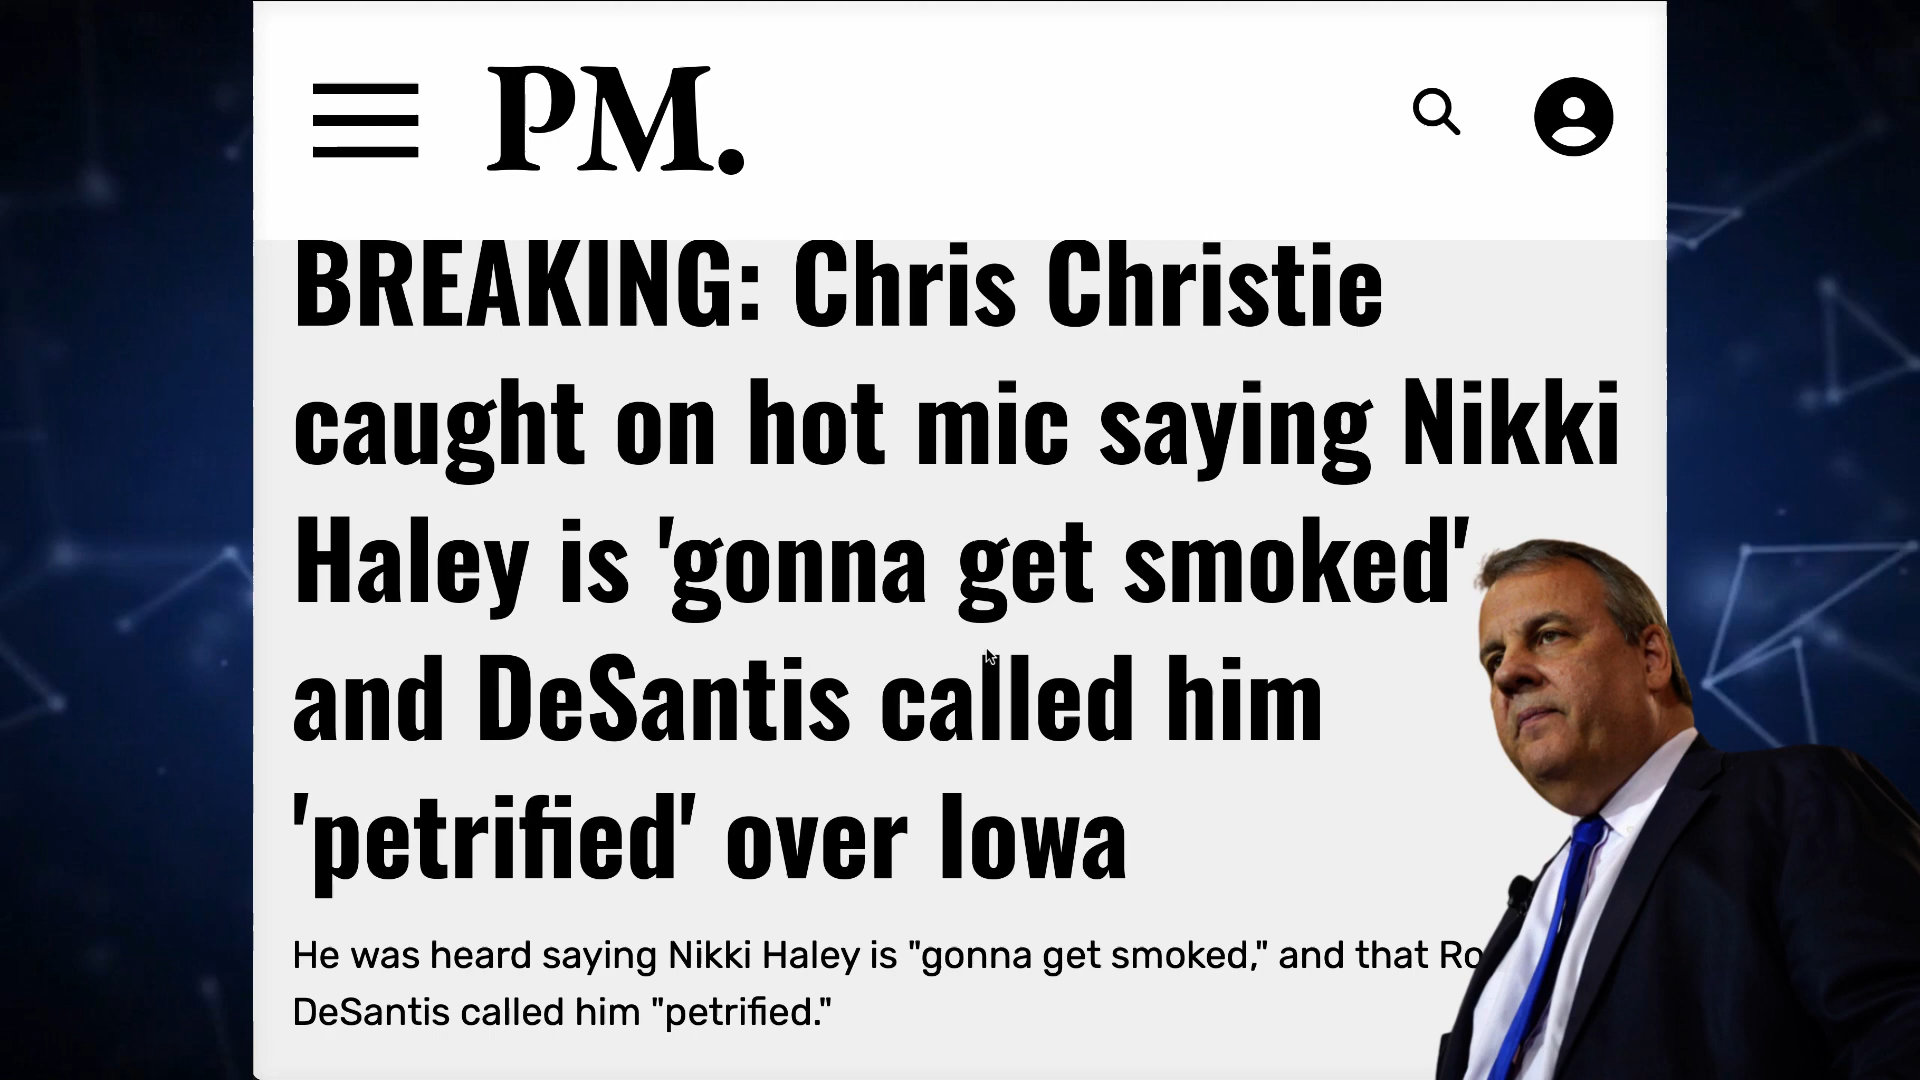 PM.
BREAKING: Chris Christie
caught on hot mic saying Nikki
Haley is 'gonna get smoked'
and DeSantis called him
'petrified' over Iowa
He was heard saying Nikki Haley is "gonna get smoked," and that Ro
DeSantis called him "petrified."